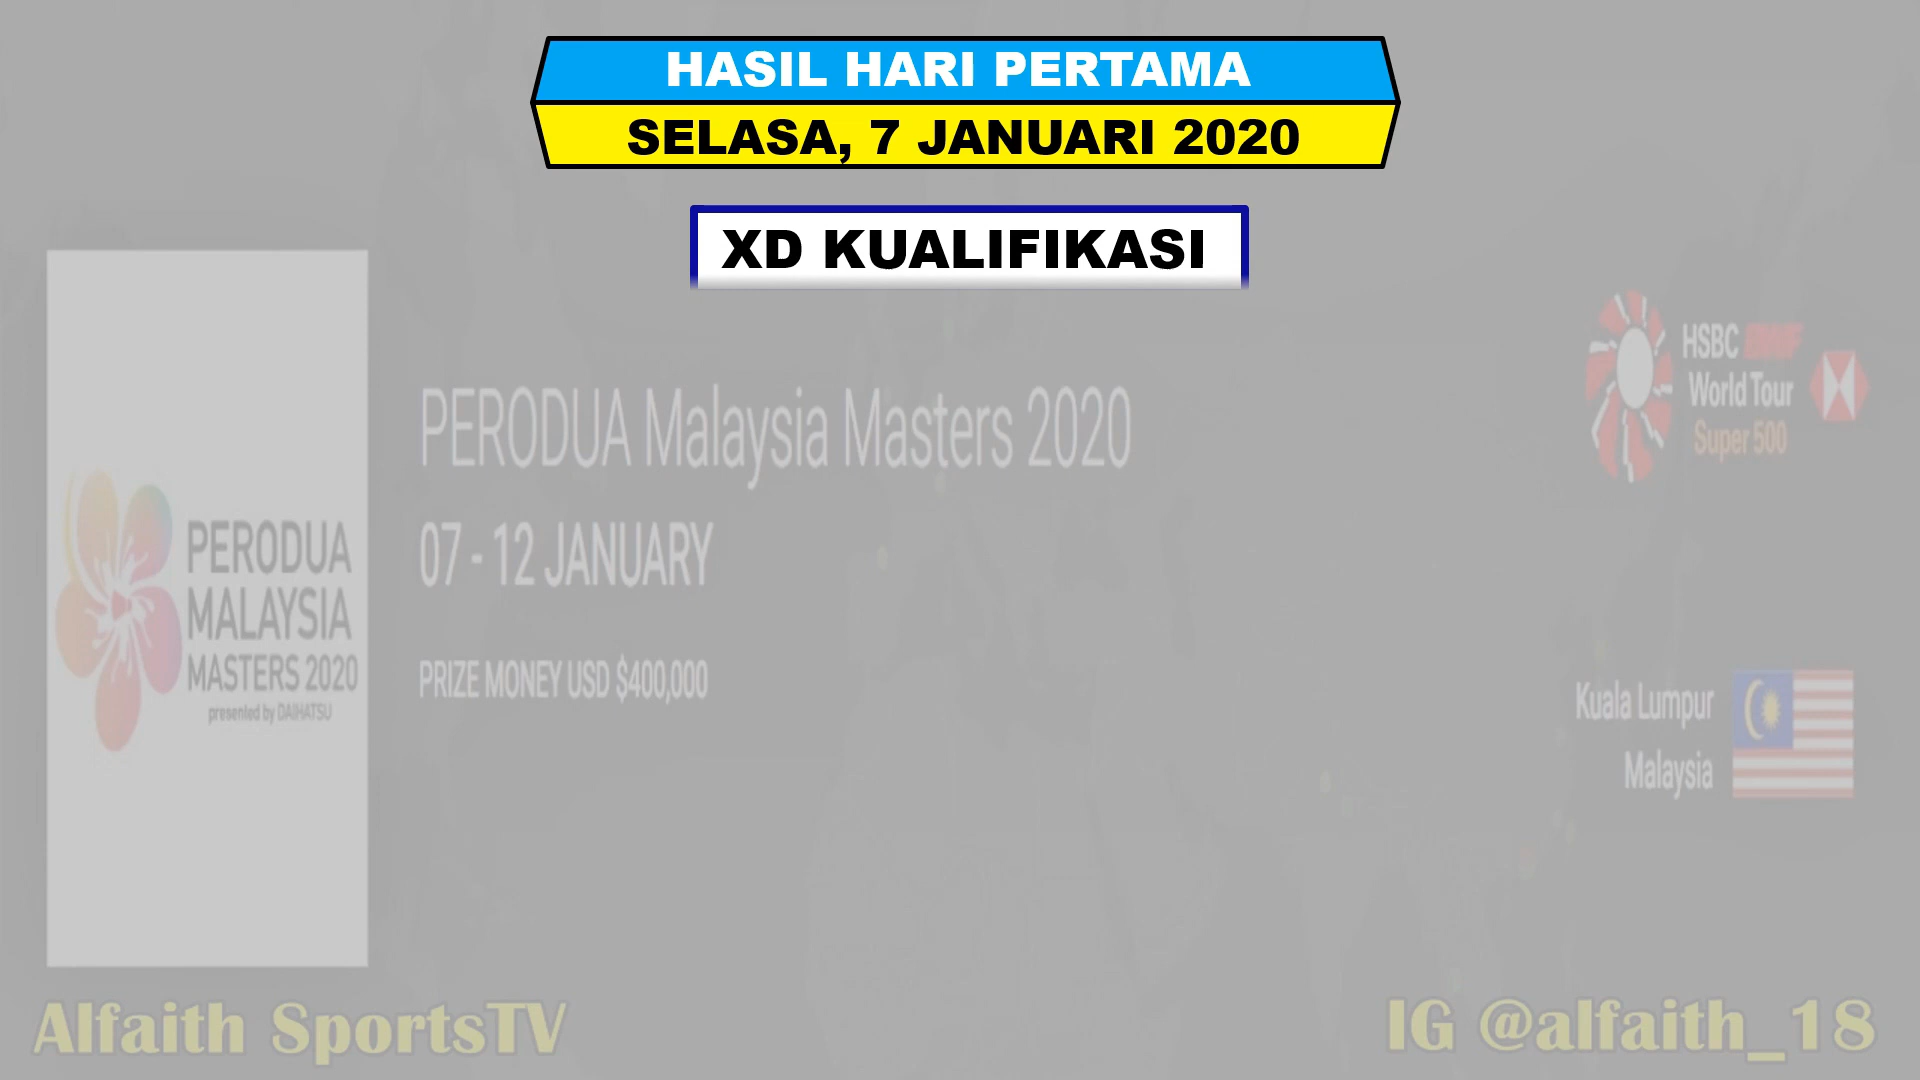 HASIL HARI PERTAMA
SELASA, 7 JANUARI 2020
XD KUALIFIKASI
PERODUA Malaysia Masters 2020
07 - 12 JANUARY
PRIZE MONEY USD $400,000
PERODUA
MALAYSIA
MASTERS 2020
presented by DAIHATSU
HSBC BWF
World Tour
Super 500
Kuala Lumpur
Malaysia
Alfaith SportsTV
IG @alfaith_18